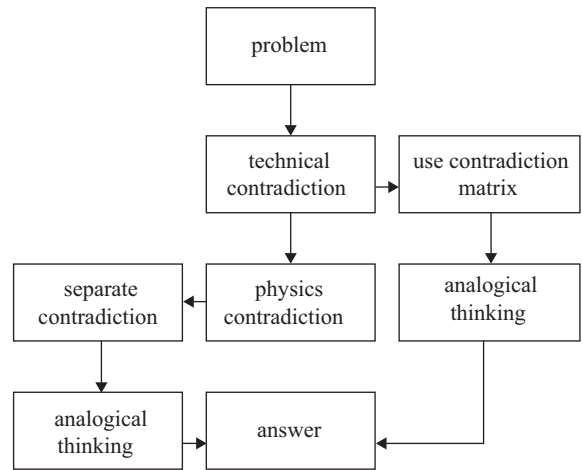 problem
technical
contradiction
use contradiction
matrix
separate
contradiction
physics
contradiction
analogical
thinking
analogical
thinking
answer